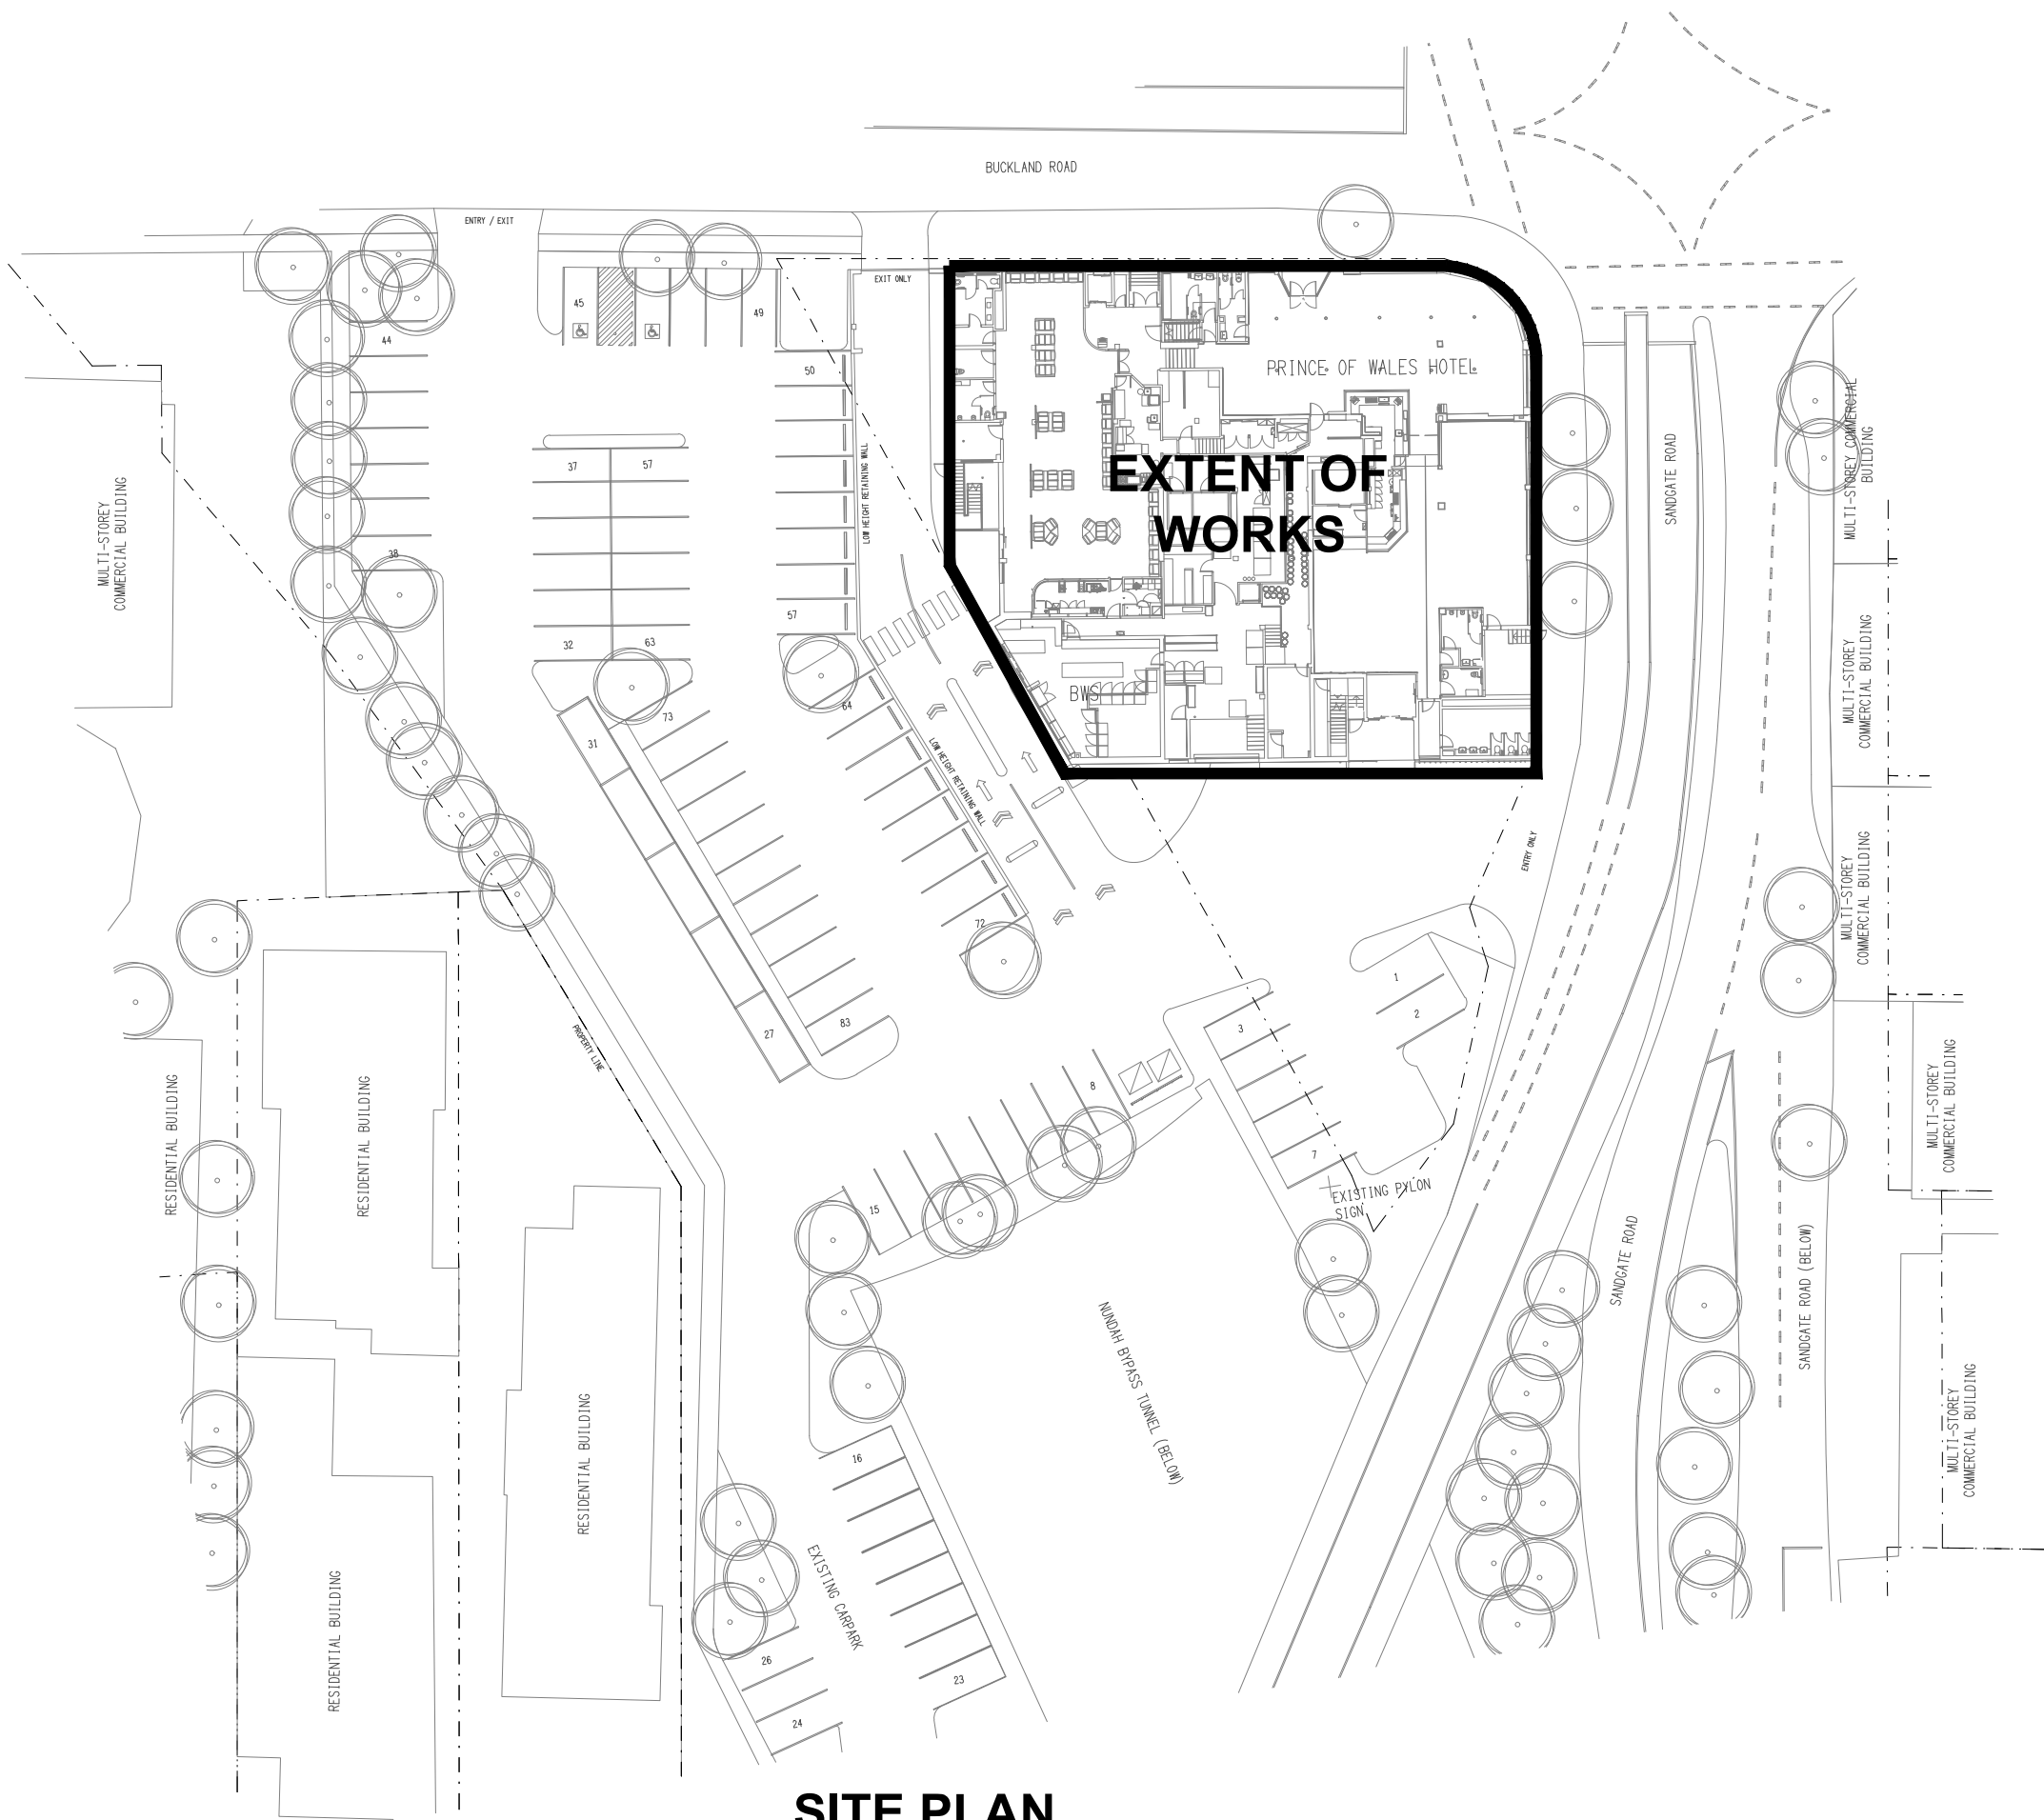 BUCKLAND ROAD
ENTRY / EXIT
EXIT ONLY
45
49
44
50
PRINCE OF WALES HOTEL
MULTI-STOREY COMMERCIAL
BUILDING
SANDGATE ROAD
37
57
LOW HEIGHT RETAINING WALL
EXTENT OF
WORKS
MULTI-STOREY
COMMERCIAL BUILDING
38
57
32
63
MULTI-STOREY
COMMERCIAL BUILDING
BWS
64
73
31
LOW HEIGHT RETAINING WALL
ENTRY ONLY
MULTI-STOREY
COMMERCIAL BUILDING
72
1
2
3
83
27
PROPERTY LINE
8
MULTI-STOREY
COMMERCIAL BUILDING
RESIDENTIAL BUILDING
RESIDENTIAL BUILDING
7
EXISTING PYLON
SIGN
15
SANDGATE ROAD
SANDGATE ROAD (BELOW)
NUNDAH BYPASS TUNNEL (BELOW)
MULTI-STOREY
COMMERCIAL BUILDING
RESIDENTIAL BUILDING
16
EXISTING CARPARK
RESIDENTIAL BUILDING
26
23
24
SITE PLAN